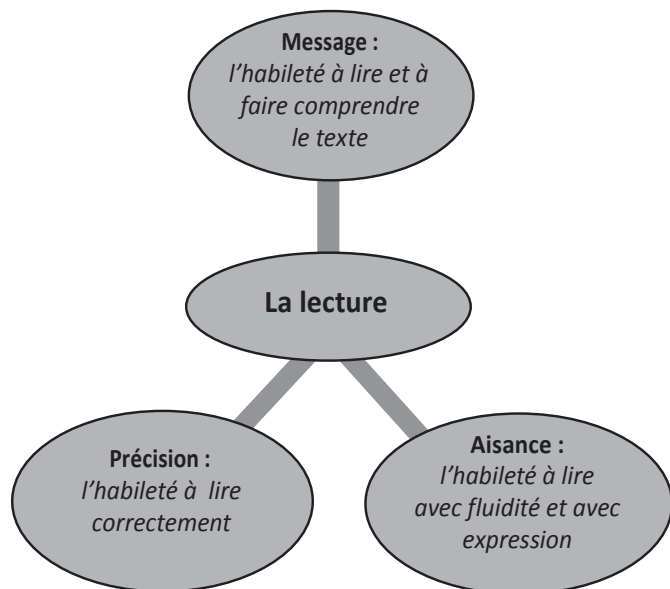 Message :
l'habileté à lire et à
faire comprendre
le texte
La lecture
Précision :
l'habileté à lire
correctement
Aisance :
l'habileté à lire
avec fluidité et avec
expression